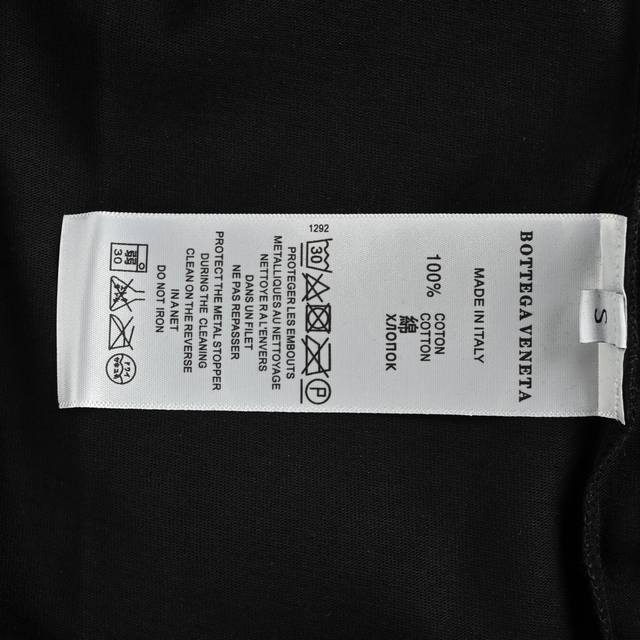 BOTTEGA VENETA
S
MADE IN ITALY
100%
COTON
COTTON
綿
ХЛОПОК
30
P
1292
PROTEGER LES EMBOUTS
METALLIQUES AU NETTOYAGE
NETTOYER A L'ENVERS
DANS UN FILET
NE PAS REPASSER
PROTECT THE METAL STOPPER
DURING THE CLEANING
CLEAN ON THE REVERSE
IN A NET
DO NOT IRON
弱
30